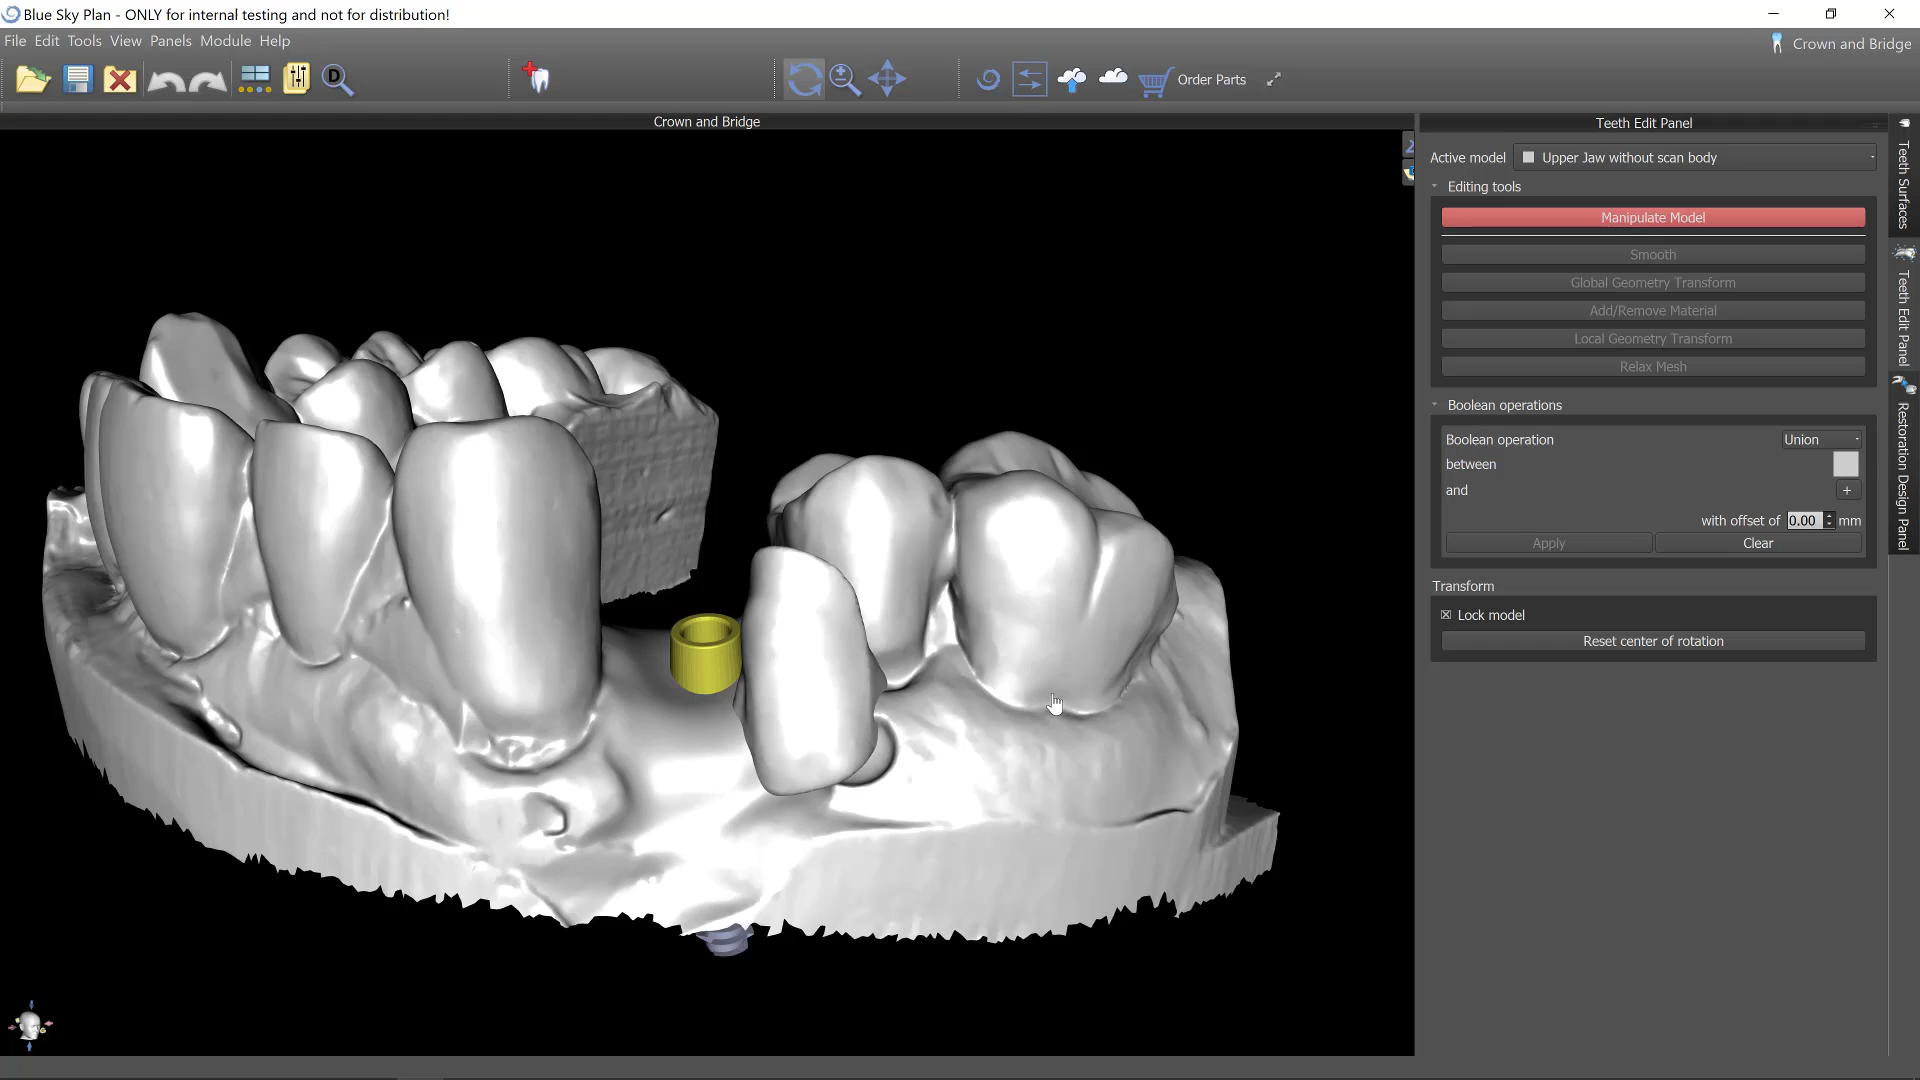 Blue Sky Plan - ONLY for internal testing and not for distribution!
File Edit Tools View Panels Module Help
Crown and Bridge
D
Order Parts
Crown and Bridge
Teeth Edit Panel
Active model Upper Jaw without scan body
Editing tools
Manipulate Model
Smooth
Global Geometry Transform
Add/Remove Material
Local Geometry Transform
Relax Mesh
Boolean operations
Boolean operation Union
between
and +
with offset of 0.00 mm
Apply Clear
Transform
Lock model
Reset center of rotation
Teeth Surfaces
Teeth Edit Panel
Restoration Design Panel